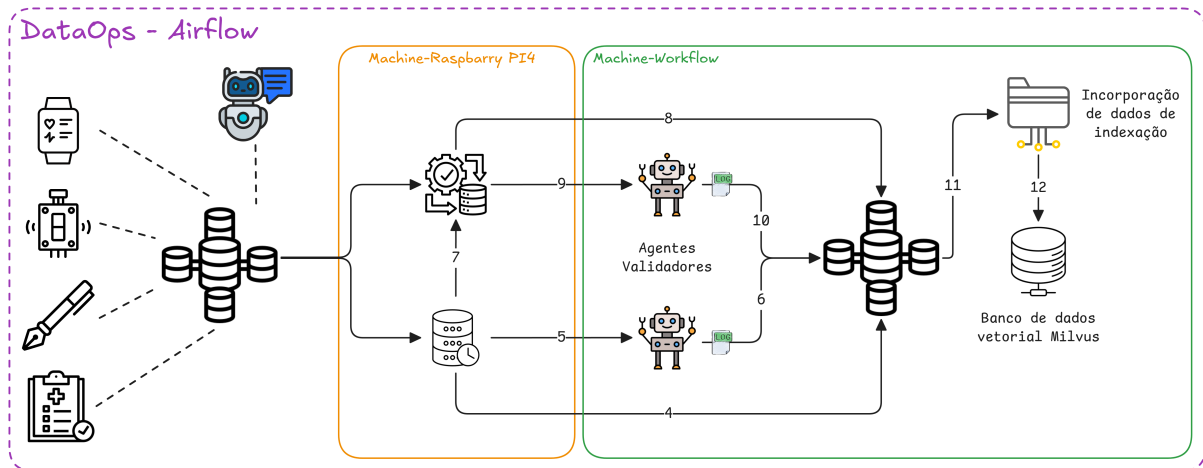 DataOps - Airflow
Machine-Raspbarry PI4
Machine-Workflow
8
Incorporação
de dados de
indexação
LOG
9
11
12
10
7
Agentes
Validadores
6
LOG
5
Banco de dados
vetorial Milvus
4